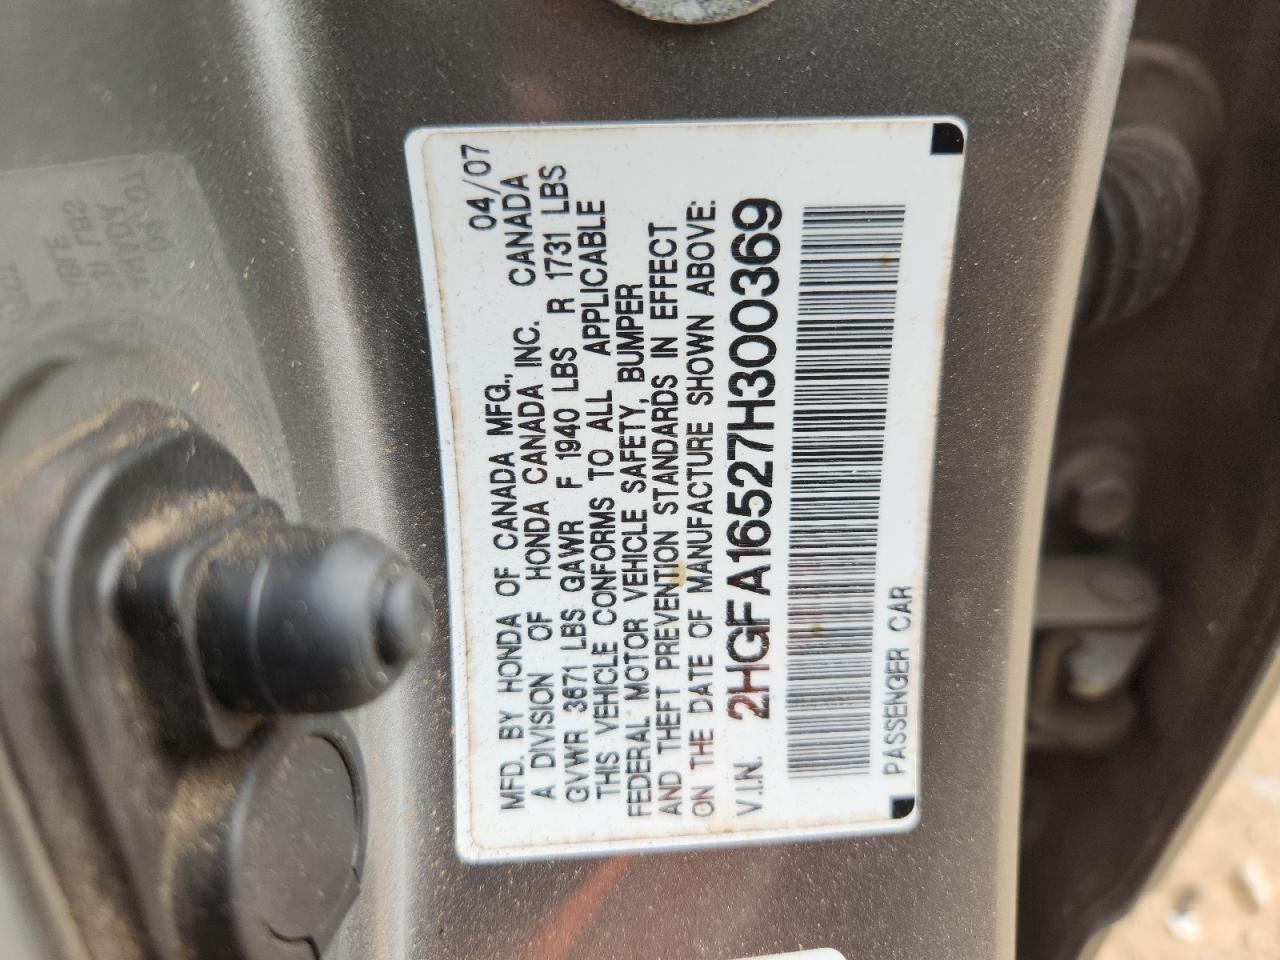 04/07
MFD. BY HONDA OF CANADA MFG.,
A DIVISION OF HONDA CANADA INC. CANADA
GVWR 3671 LBS GAWR F 1940 LBS R 1731 LBS
THIS VEHICLE CONFORMS TO ALL APPLICABLE
FEDERAL MOTOR VEHICLE SAFETY, BUMPER
AND THEFT PREVENTION STANDARDS IN EFFECT
ON THE DATE OF MANUFACTURE SHOWN ABOVE.
V.I.N. 2HGFA16527H300369
PASSENGER CAR